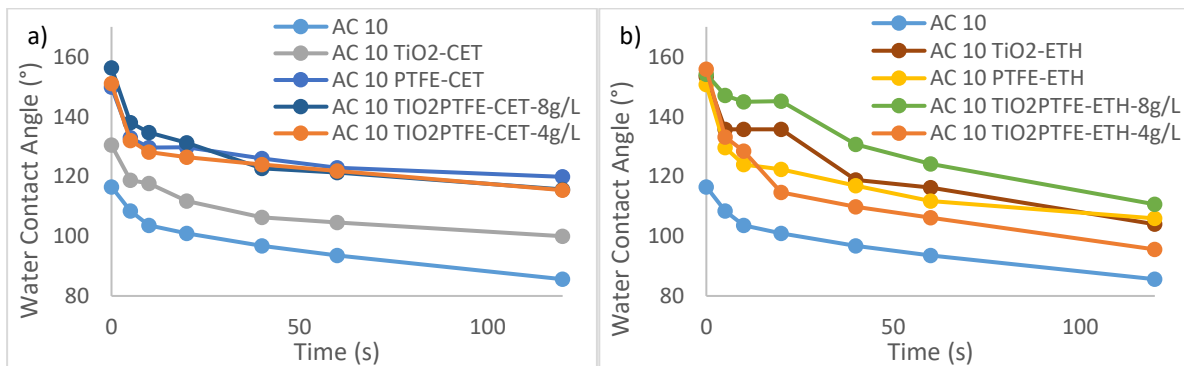 a)
AC 10
AC 10 TiO2-CET
AC 10 PTFE-CET
AC 10 TIO2PTFE-CET-8g/L
AC 10 TIO2PTFE-CET-4g/L
Water Contact Angle (°)
160
140
120
100
80
0
50
100
Time (s)
b)
AC 10
AC 10 TiO2-ETH
AC 10 PTFE-ETH
AC 10 TIO2PTFE-ETH-8g/L
AC 10 TIO2PTFE-ETH-4g/L
Water Contact Angle (°)
160
140
120
100
80
0
50
100
Time (s)